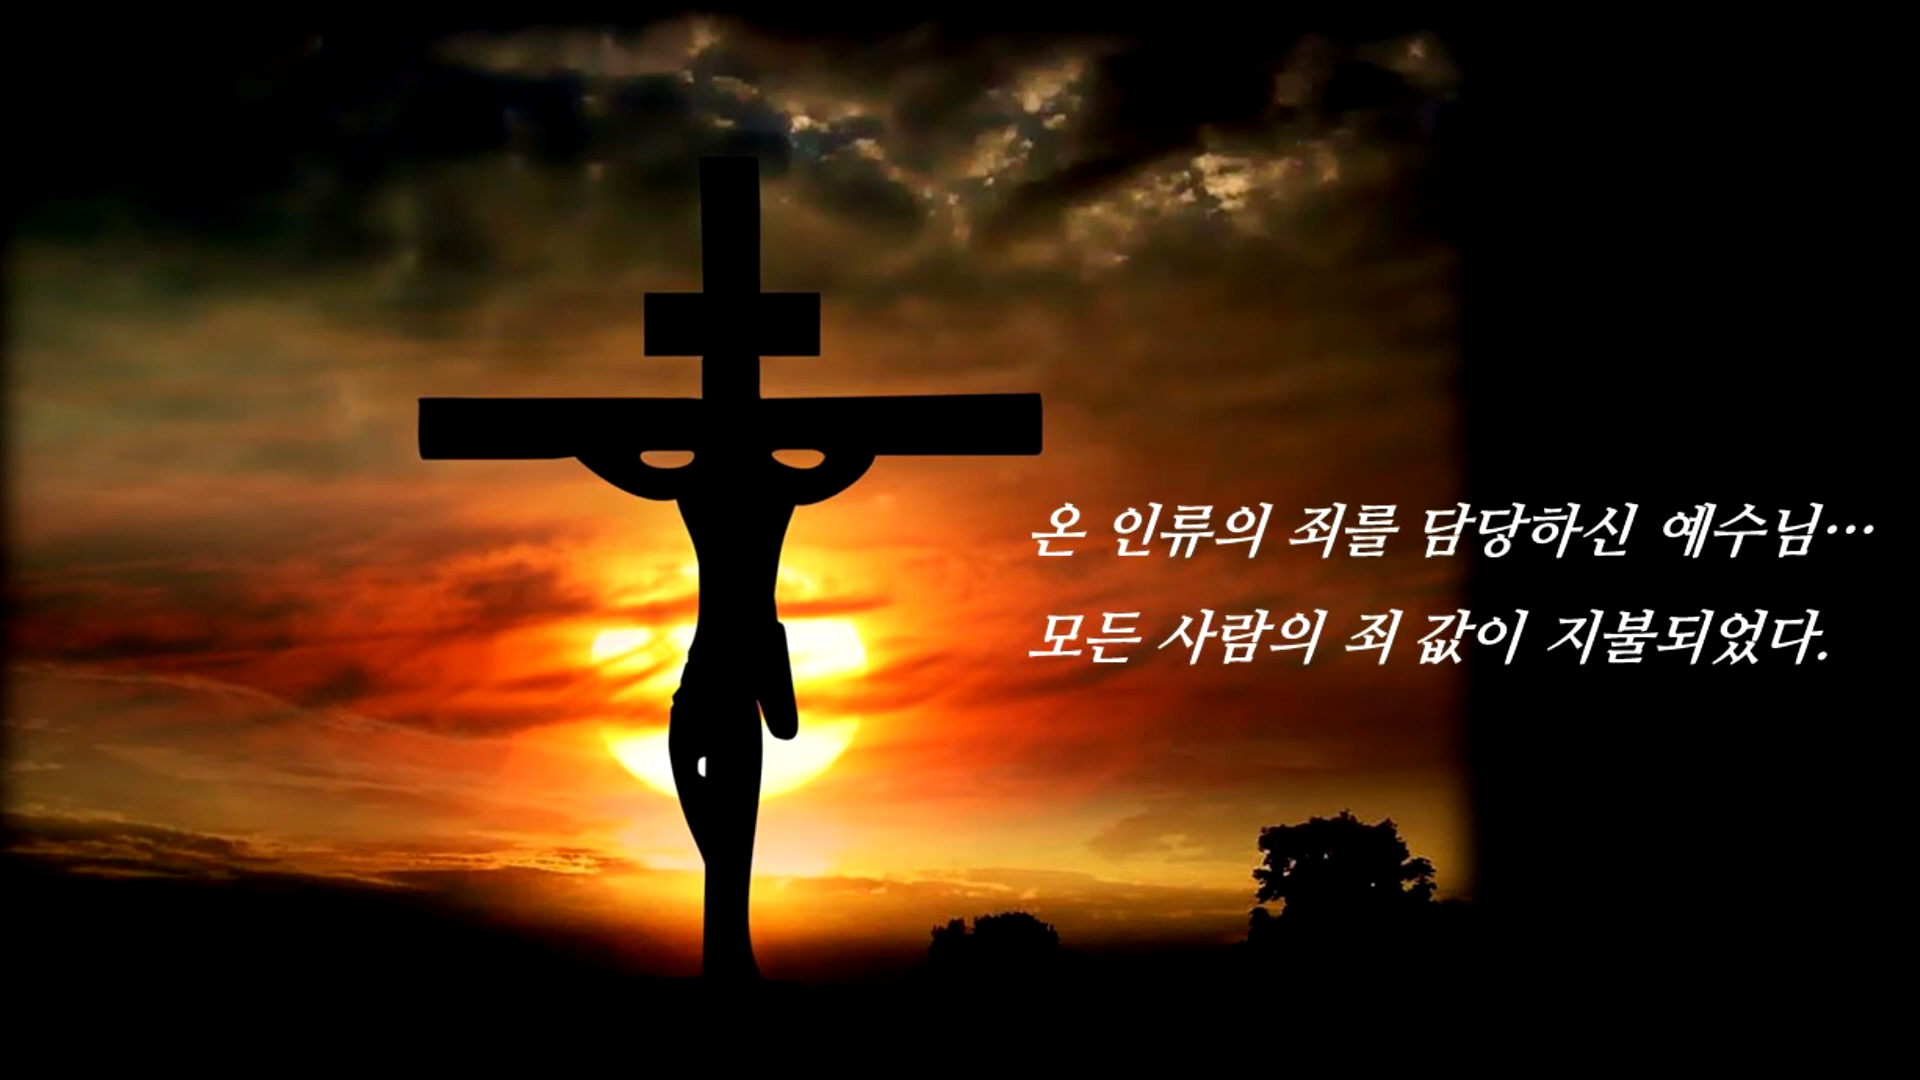 온 인류의 죄를 담당하신 예수님…
모든 사람의 죄 값이 지불되었다.